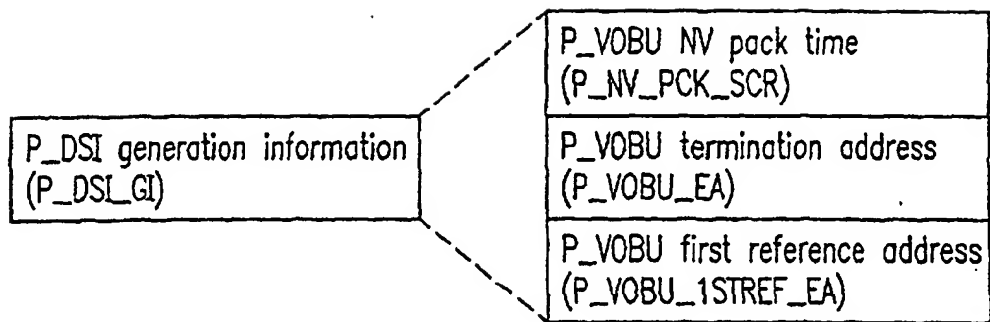 P_DSI generation information
(P_DSI_GI)
P_VOBU NV pack time
(P_NV_PCK_SCR)
P_VOBU termination address
(P_VOBU_EA)
P_VOBU first reference address
(P_VOBU_1STREF_EA)